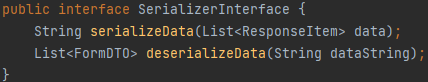 public interface SerializerInterface {
String serializeData(List<ResponseItem> data);
List<FormDTO> deserializeData(String dataString);
}